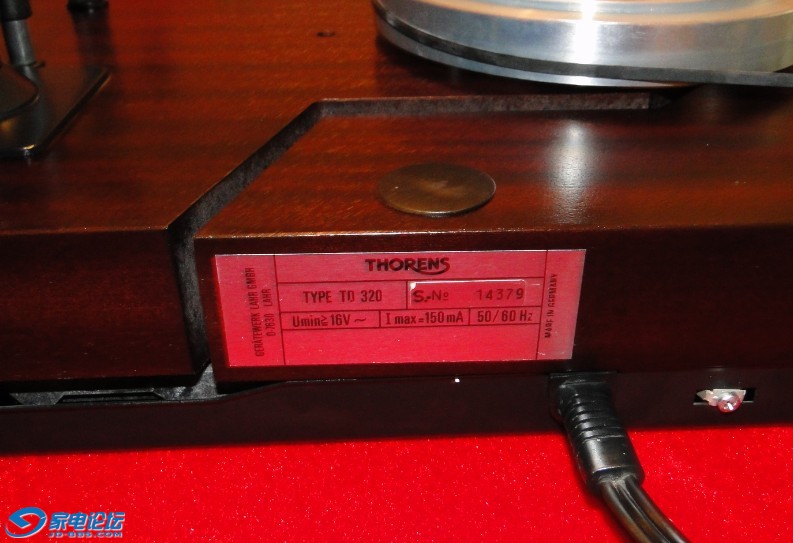 THORENS
GERÄTEWERK LAHR GMBH
D-7630 LAHR
TYPE TD 320
S.-No 14379
Umin≥16V~ I max=150mA 50/60 Hz
MADE IN GERMANY
家电论坛
JD-BBS.COM